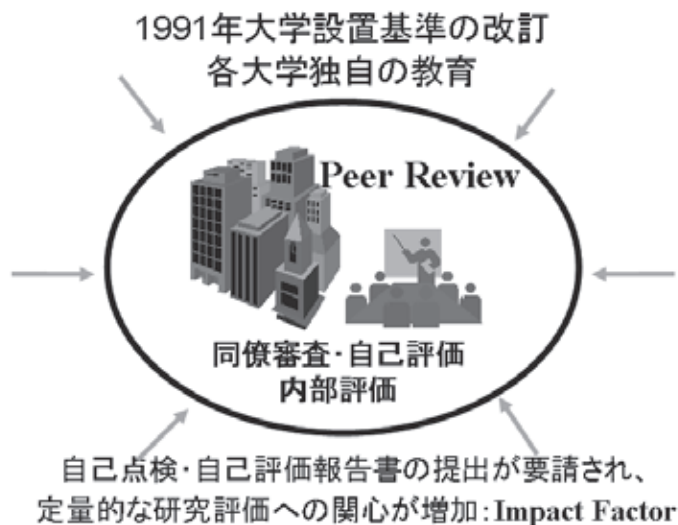 1991年大学設置基準の改訂
各大学独自の教育
Peer Review
同僚審査･自己評価
内部評価
自己点検･自己評価報告書の提出が要請され、
定量的な研究評価への関心が増加:Impact Factor